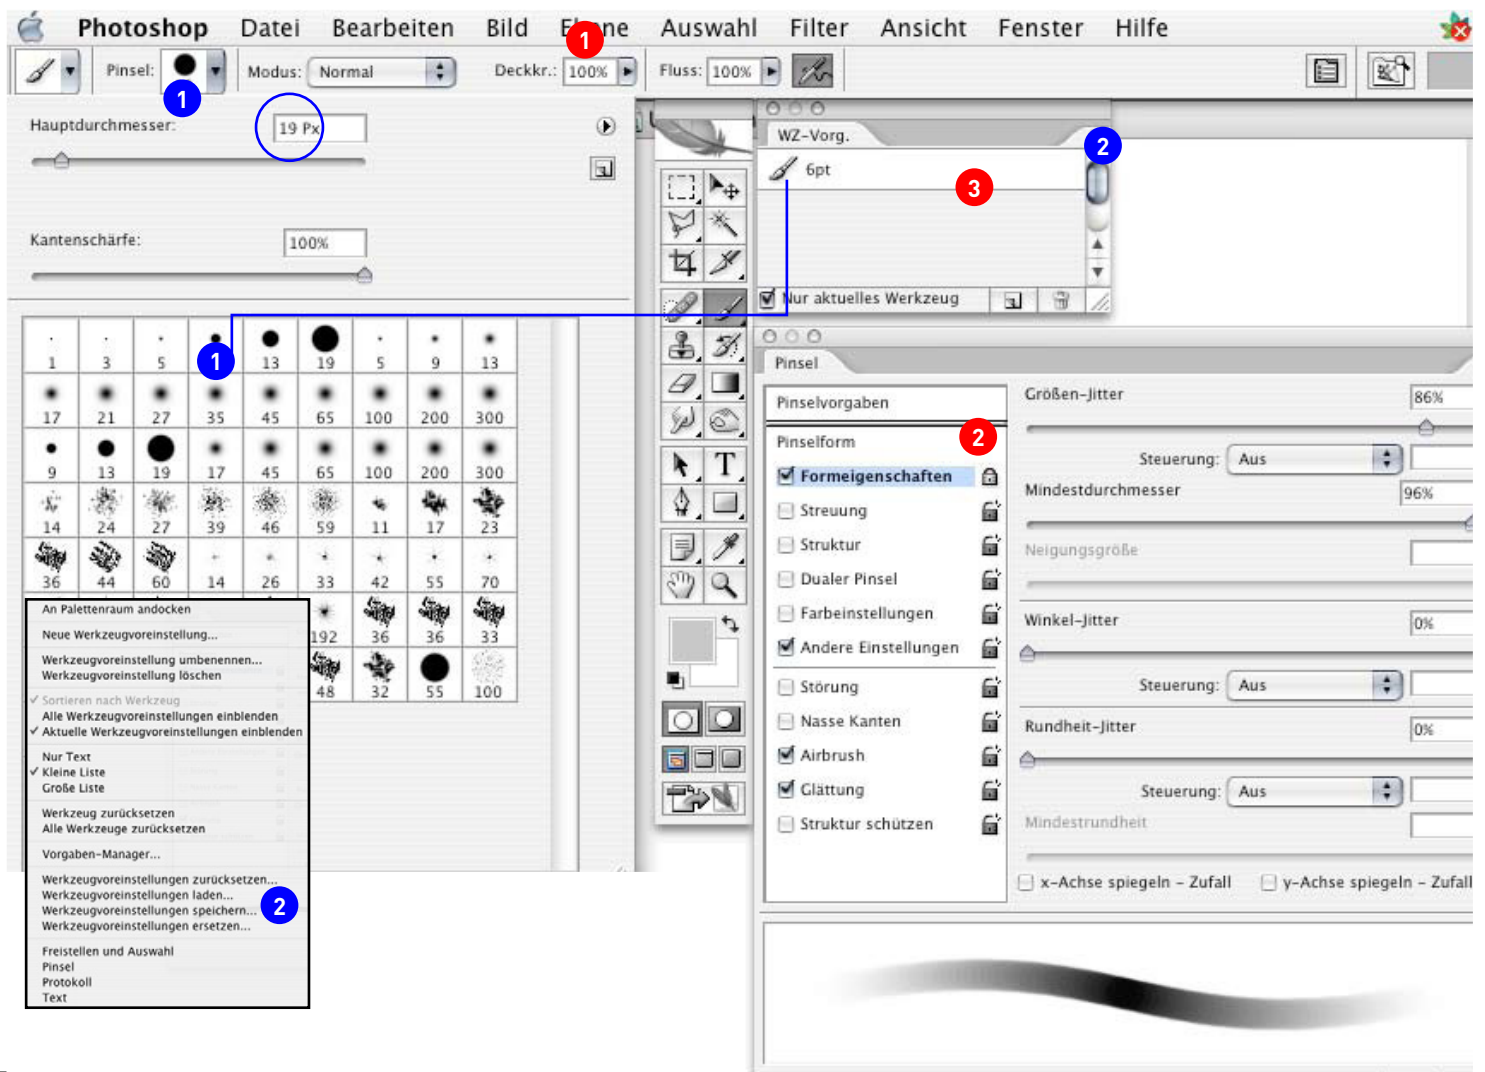 Photoshop Datei Bearbeiten Bild Auswahl Filter Ansicht Fenster Hilfe
1
Pinsel: Modus: Normal Deckkr.: 100% Fluss: 100%
1
Hauptdurchmesser: 19 Px
Kantenschärfe: 100%
1 3 5 1 13 19 5 9 13
17 21 27 35 45 65 100 200 300
9 13 19 17 45 65 100 200 300
14 24 27 39 46 59 11 17 23
36 44 60 14 26 33 42 55 70
192 36 36 33
48 32 55 100
An Palettenraum andocken
Neue Werkzeugvoreinstellung...
Werkzeugvoreinstellung umbenennen...
Werkzeugvoreinstellung löschen
✓ Sortieren nach Werkzeug
Alle Werkzeugvoreinstellungen einblenden
✓ Aktuelle Werkzeugvoreinstellungen einblenden
Nur Text
✓ Kleine Liste
Große Liste
Werkzeug zurücksetzen
Alle Werkzeuge zurücksetzen
Vorgaben-Manager...
Werkzeugvoreinstellungen zurücksetzen...
Werkzeugvoreinstellungen laden...
Werkzeugvoreinstellungen speichern...
2
Werkzeugvoreinstellungen ersetzen...
Freistellen und Auswahl
Pinsel
Protokoll
Text
WZ-Vorg.
2
6pt
3
Nur aktuelles Werkzeug
T
Pinsel
Pinselvorgaben
Pinselform
2
Formeigenschaften
Streuung
Struktur
Dualer Pinsel
Farbeinstellungen
Andere Einstellungen
Störung
Nasse Kanten
Airbrush
Glättung
Struktur schützen
Größen-Jitter 86%
Steuerung: Aus
Mindestdurchmesser 96%
Neigungsgröße
Winkel-Jitter 0%
Steuerung: Aus
Rundheit-Jitter 0%
Steuerung: Aus
Mindestrundheit
x-Achse spiegeln - Zufall y-Achse spiegeln - Zufall